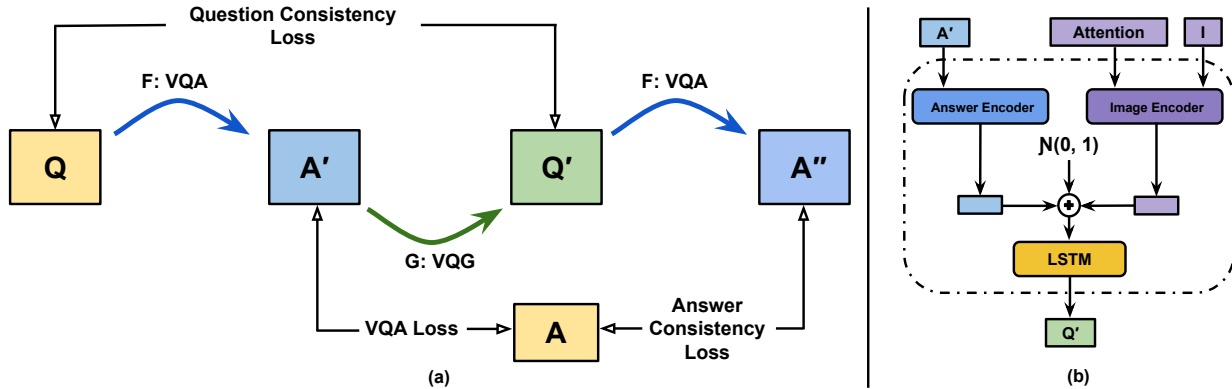 Question Consistency
Loss
F: VQA
F: VQA
Q
A′
Q′
A′′
G: VQG
VQA Loss
A
Answer
Consistency
Loss
(a)
A′
Attention
I
Answer Encoder
Image Encoder
N(0, 1)
+
LSTM
Q′
(b)